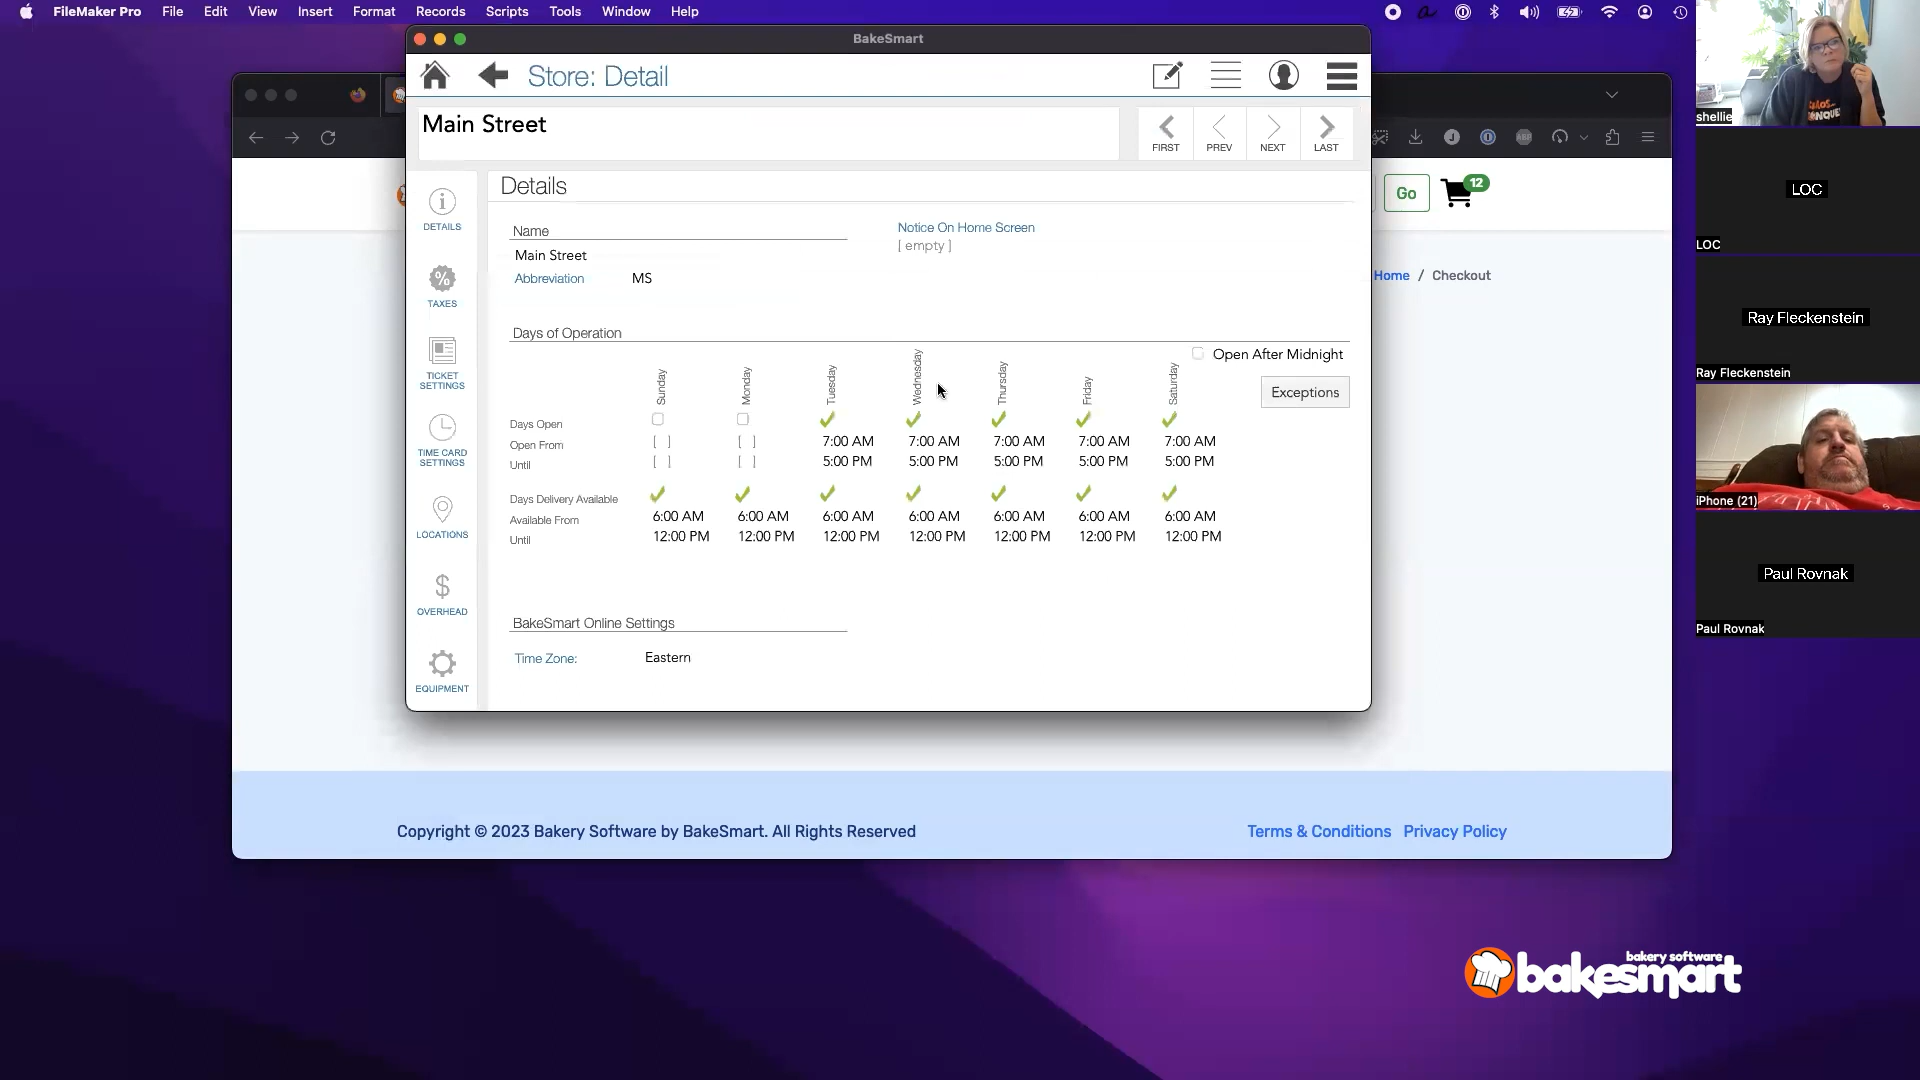 FileMaker Pro File Edit View Insert Format Records Scripts Tools Window Help
BakeSmart
Store: Detail
Main Street
FIRST PREV NEXT LAST
DETAILS
TAXES
TICKET
SETTINGS
TIME CARD
SETTINGS
LOCATIONS
OVERHEAD
EQUIPMENT
Details
Name
Main Street
Abbreviation MS
Notice On Home Screen
[ empty ]
Days of Operation
Open After Midnight
Exceptions
Sunday Monday Tuesday Wednesday Thursday Friday Saturday
Days Open
Open From [ ] [ ] 7:00 AM 7:00 AM 7:00 AM 7:00 AM 7:00 AM
Until [ ] [ ] 5:00 PM 5:00 PM 5:00 PM 5:00 PM 5:00 PM
Days Delivery Available
Available From 6:00 AM 6:00 AM 6:00 AM 6:00 AM 6:00 AM 6:00 AM 6:00 AM
Until 12:00 PM 12:00 PM 12:00 PM 12:00 PM 12:00 PM 12:00 PM 12:00 PM
BakeSmart Online Settings
Time Zone: Eastern
Go 12
Home / Checkout
Copyright © 2023 Bakery Software by BakeSmart. All Rights Reserved
Terms & Conditions Privacy Policy
bakery software
bakesmart
shellie
LOC
LOC
Ray Fleckenstein
Ray Fleckenstein
iPhone (21)
Paul Rovnak
Paul Rovnak